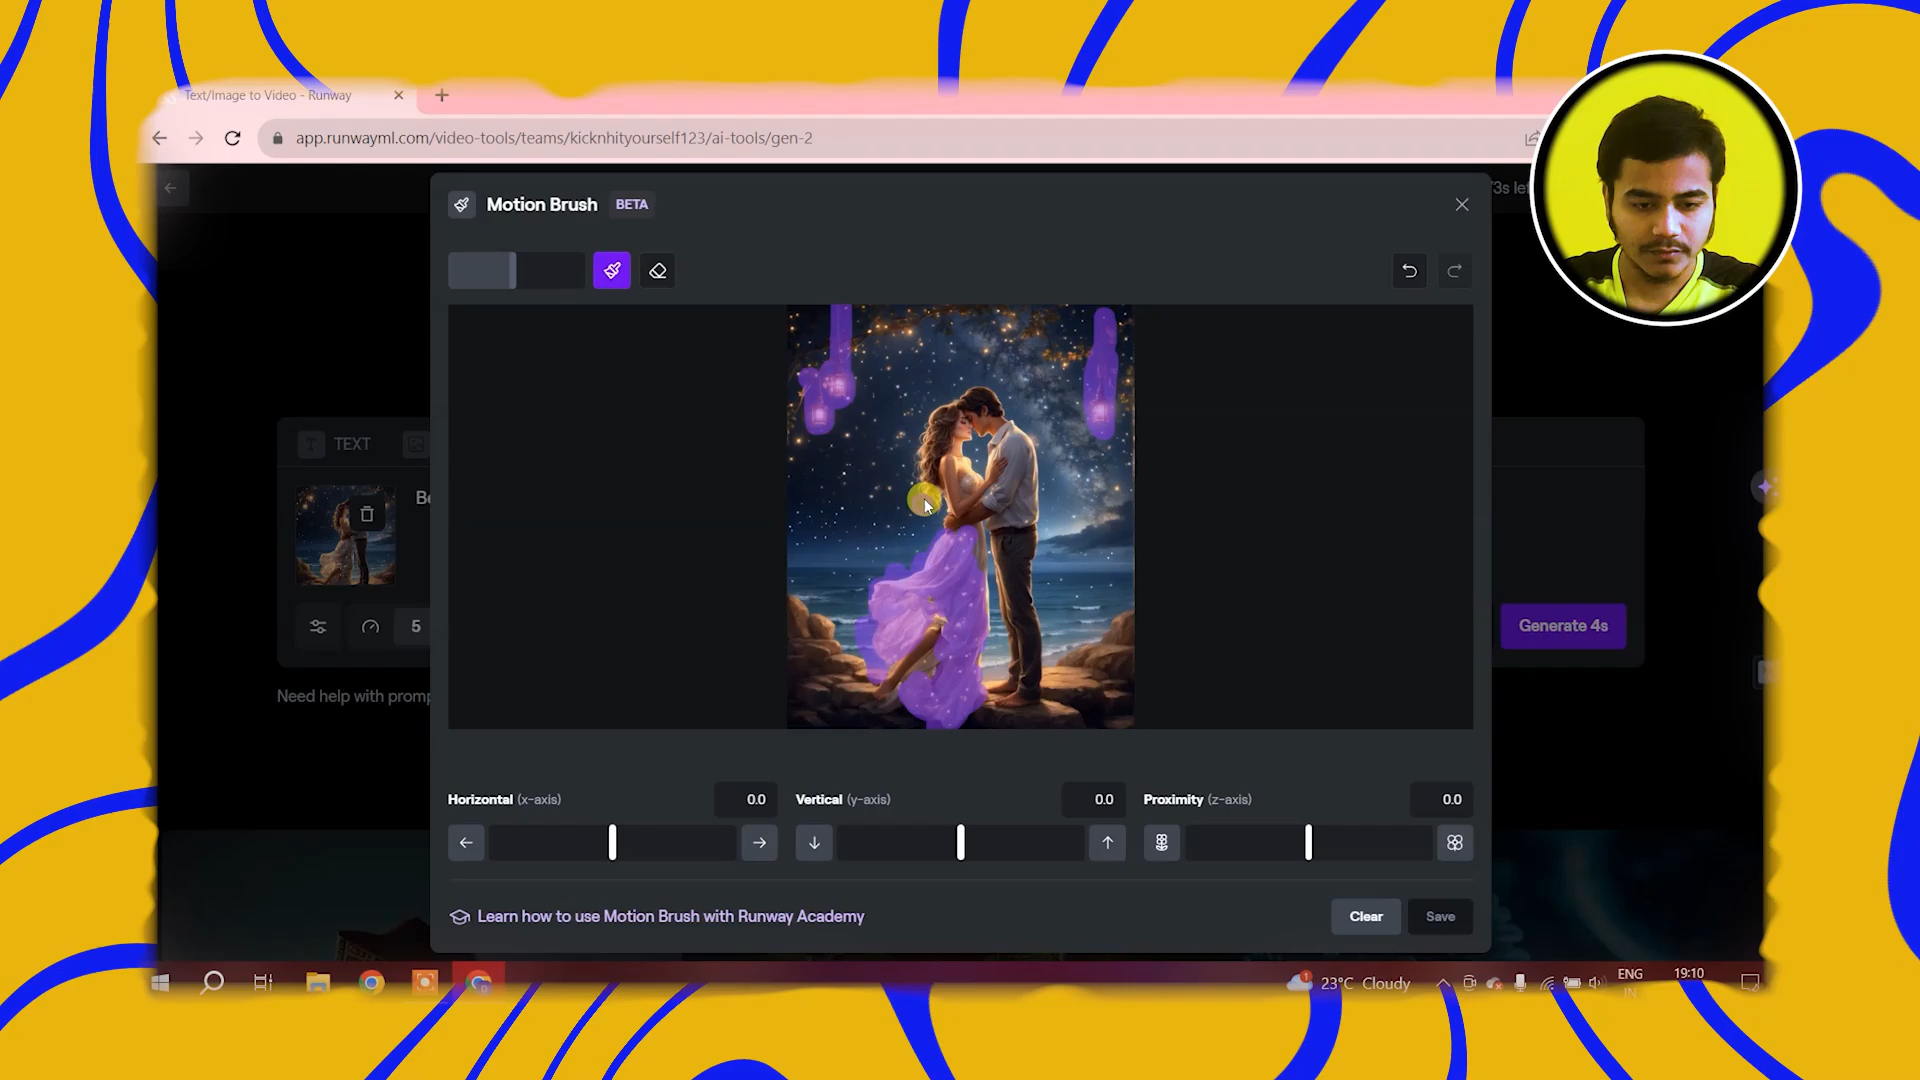 Text/Image to Video - Runway
app.runwayml.com/video-tools/teams/kicknhityourself123/ai-tools/gen-2
Motion Brush BETA
TEXT
5
Generate 4s
Need help with promp
Horizontal (x-axis) 0.0
Vertical (y-axis) 0.0
Proximity (z-axis) 0.0
Learn how to use Motion Brush with Runway Academy
Clear
Save
1
23°C Cloudy
ENG
IN
19:10